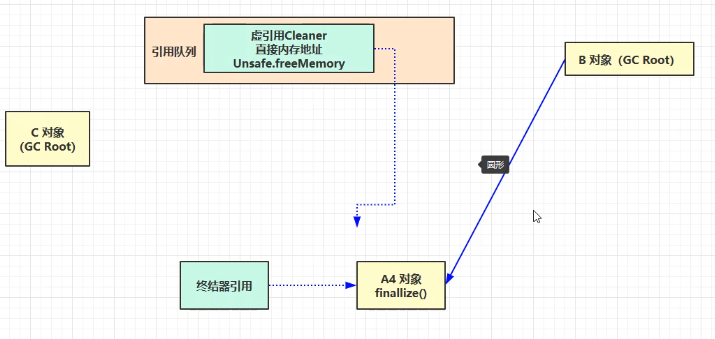 引用队列
虚引用Cleaner
直接内存地址
Unsafe.freeMemory
B 对象（GC Root）
C 对象
(GC Root)
圆形
终结器引用
A4 对象
finallize()